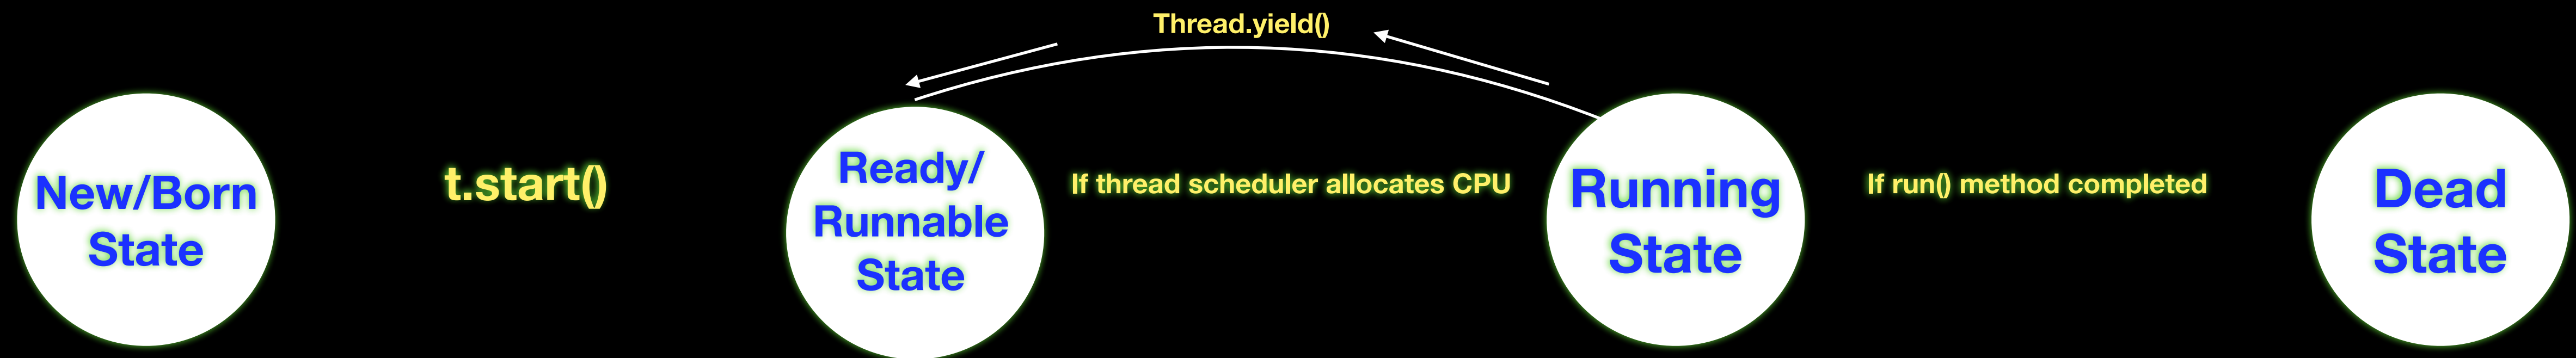 Thread.yield()
New/Born
State
t.start()
Ready/
Runnable
State
If thread scheduler allocates CPU
Running
State
If run() method completed
Dead
State